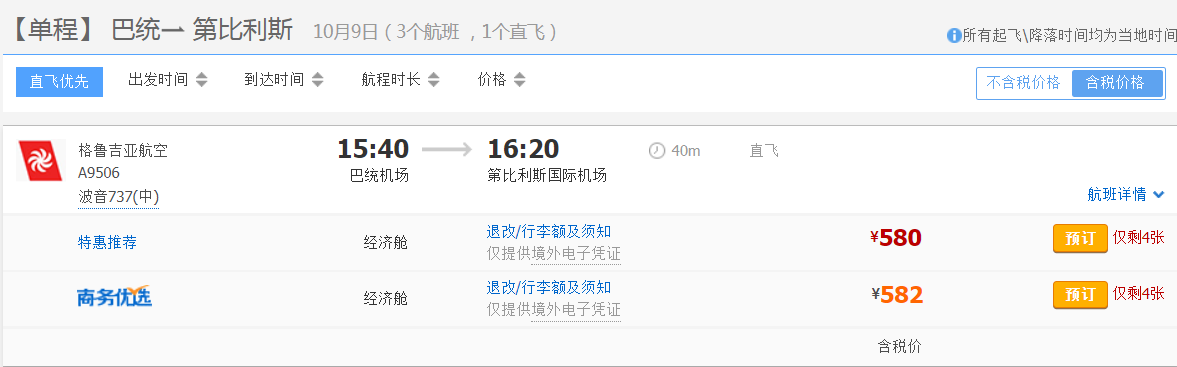 【单程】 巴统 第比利斯 10月9日（3个航班 ，1个直飞）
所有起飞\降落时间均为当地时间
直飞优先 出发时间 到达时间 航程时长 价格 不含税价格 含税价格
格鲁吉亚航空 15:40 16:20 40m 直飞
A9506 巴统机场 第比利斯国际机场
波音737(中) 航班详情
特惠推荐 经济舱 退改/行李额及须知 ¥580 预订 仅剩4张
仅提供境外电子凭证
商务优选 经济舱 退改/行李额及须知 ¥582 预订 仅剩4张
仅提供境外电子凭证
含税价